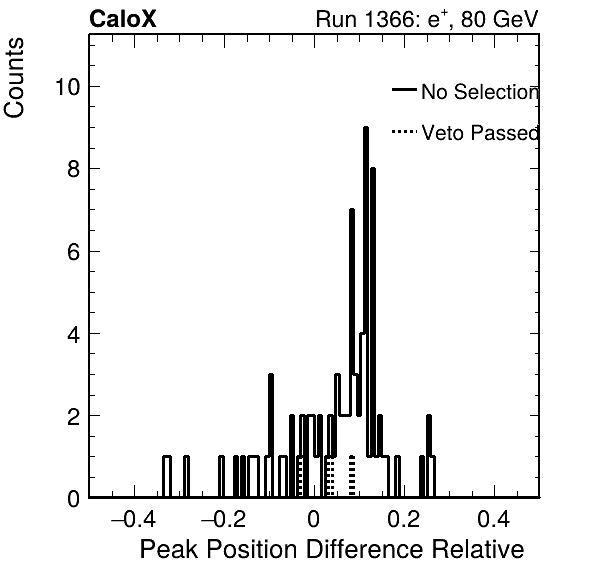 CaloX Run 1366: e⁺, 80 GeV
Counts
No Selection
Veto Passed
10
8
6
4
2
0
−0.4 −0.2 0 0.2 0.4
Peak Position Difference Relative